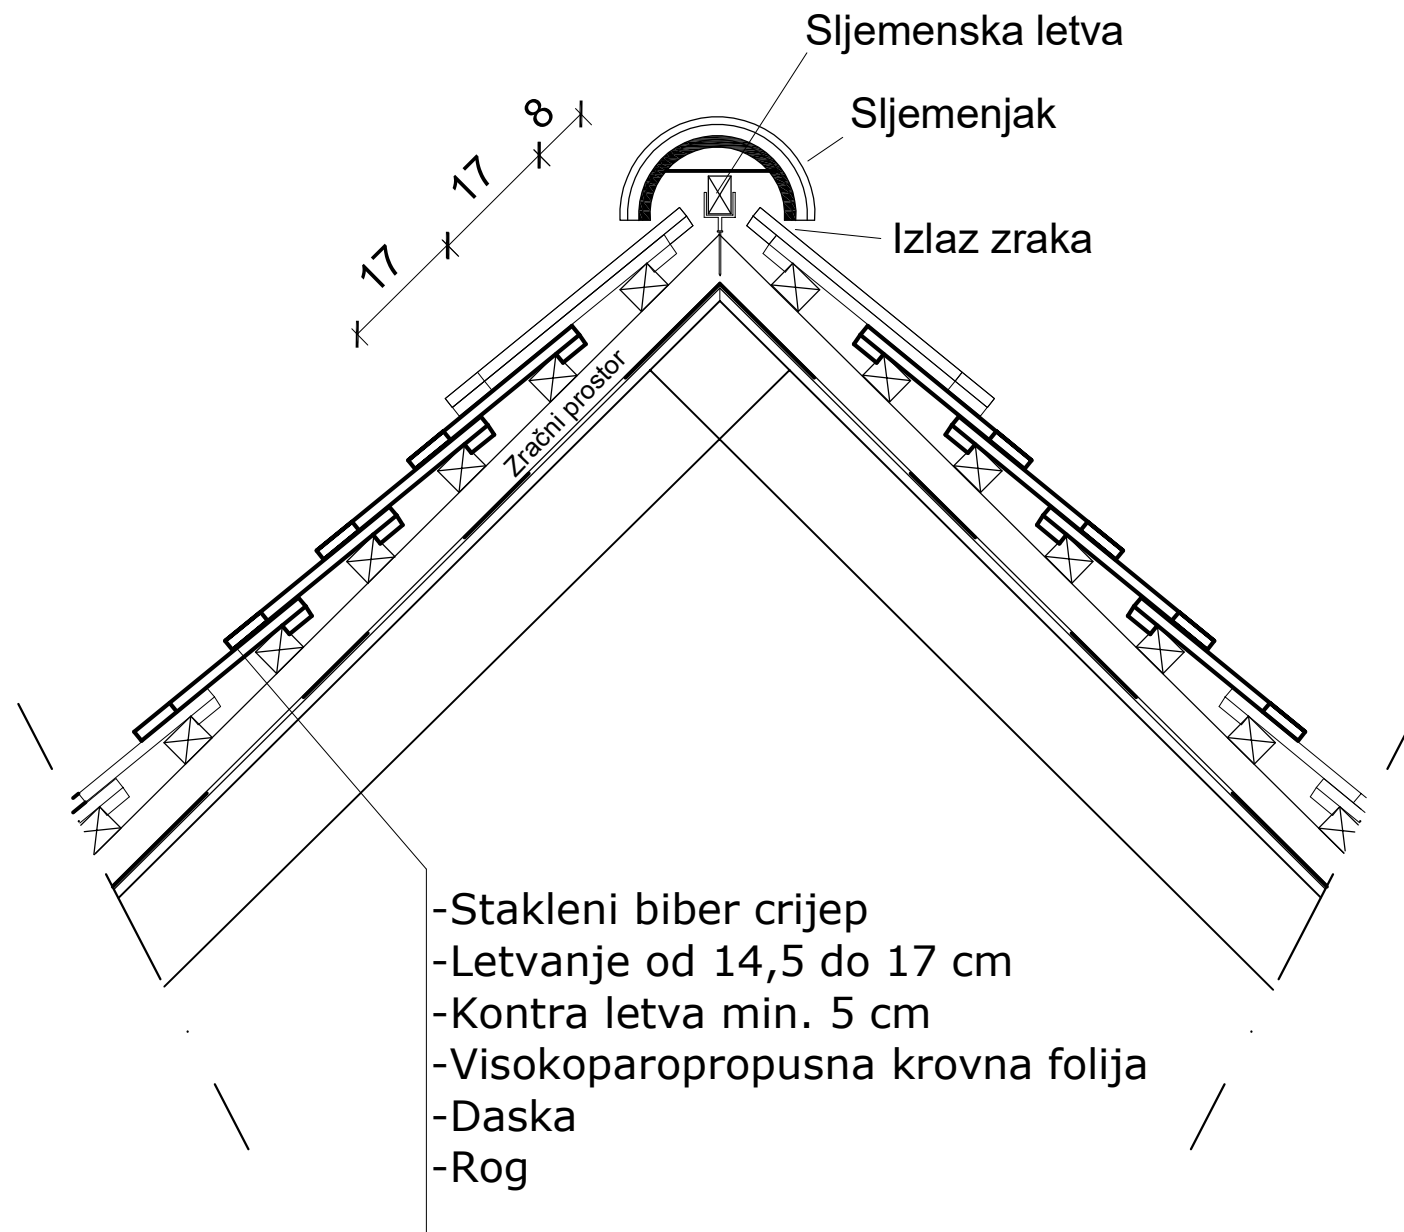 Sljemenska letva
Sljemenjak
Izlaz zraka
8
17
17
Zračni prostor
-Stakleni biber crijep
-Letvanje od 14,5 do 17 cm
-Kontra letva min. 5 cm
-Visokoparopropusna krovna folija
-Daska
-Rog